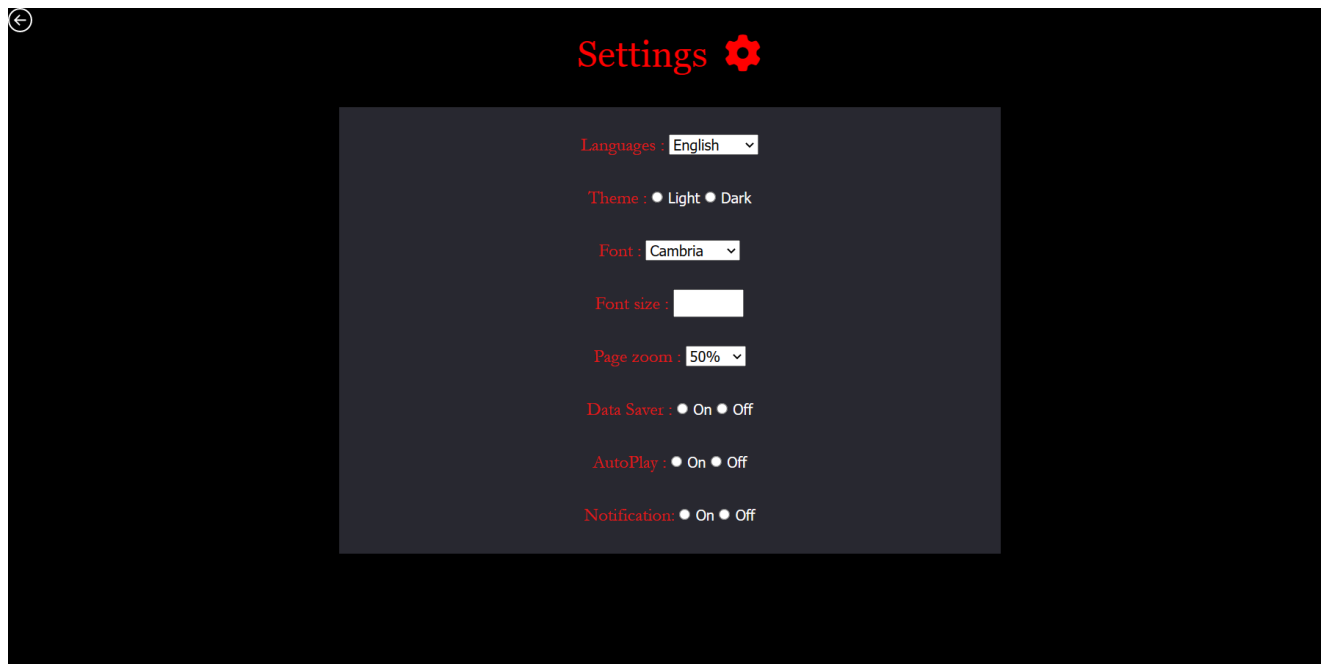 Settings
Languages : English
Theme : Light Dark
Font : Cambria
Font size :
Page zoom : 50%
Data Saver : On Off
AutoPlay : On Off
Notification: On Off